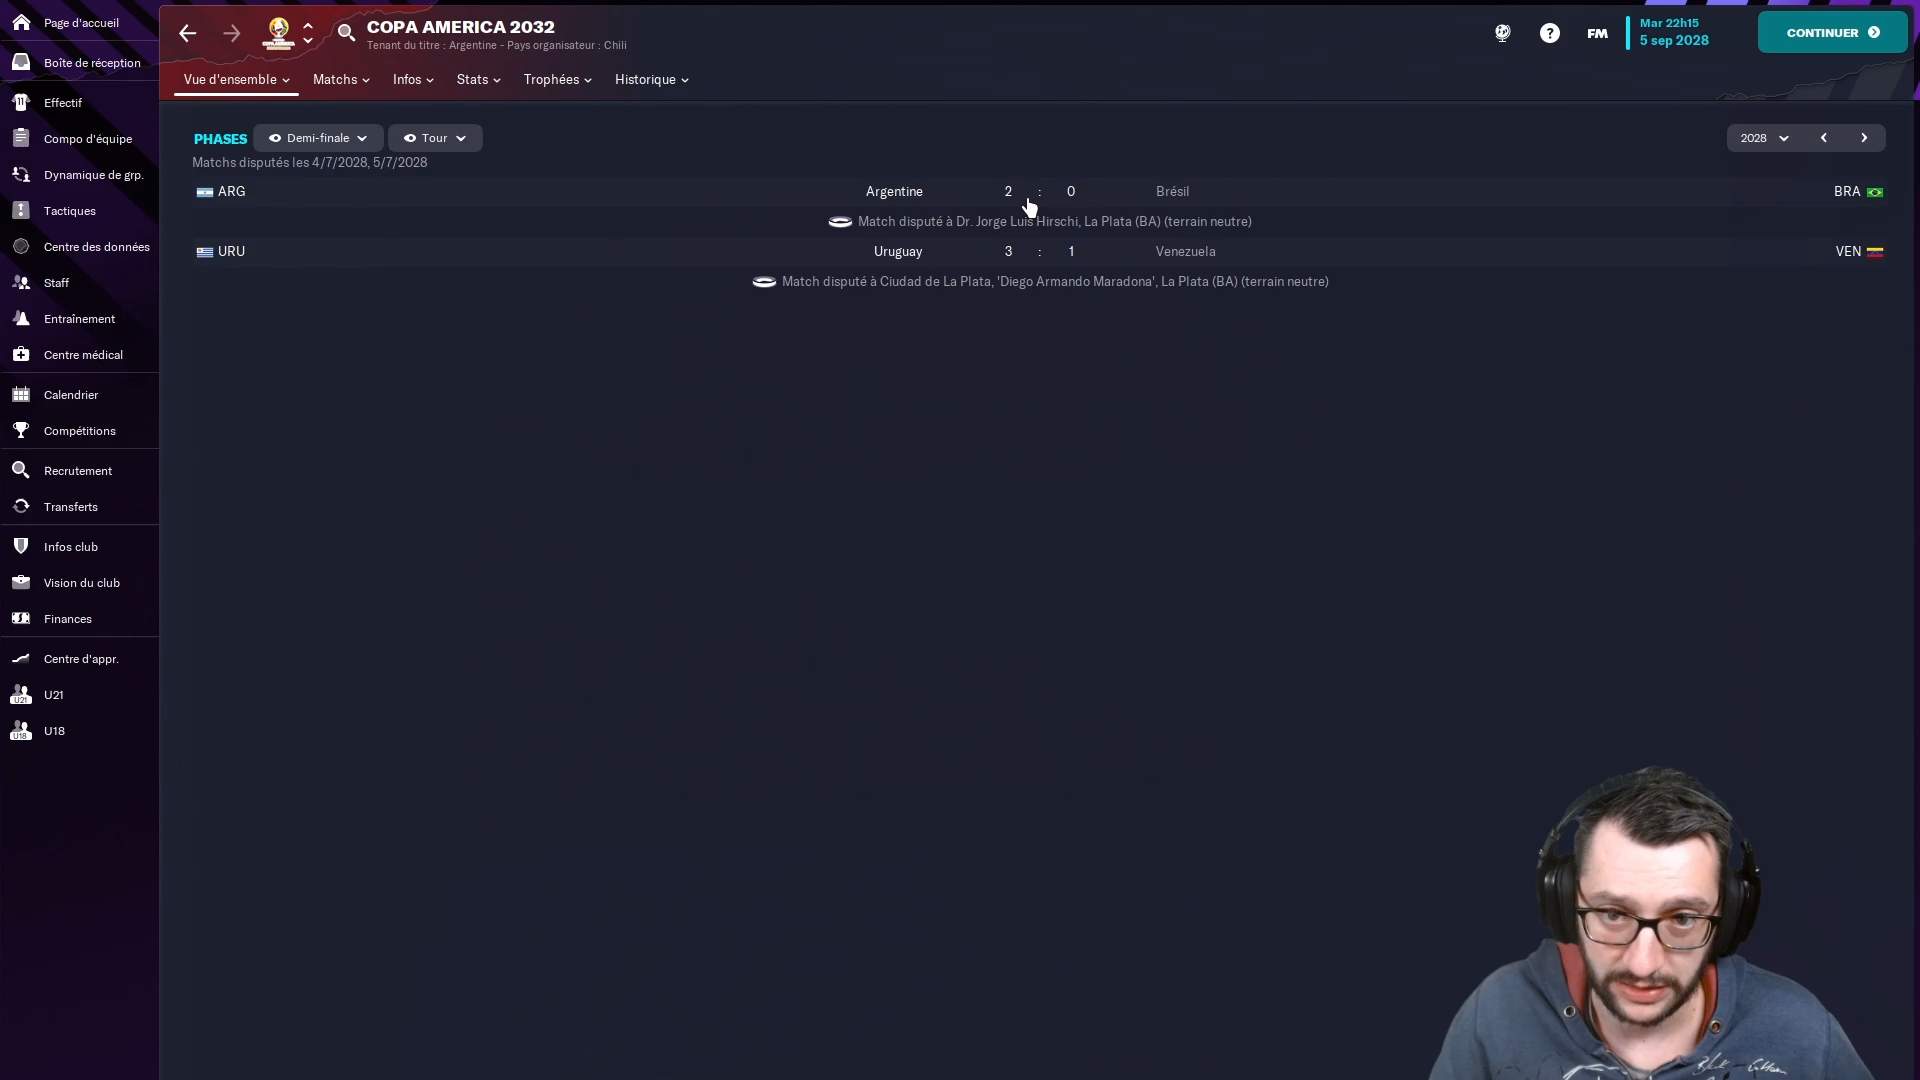 Page d'accueil
Boîte de réception
Effectif
Compo d'équipe
Dynamique de grp.
Tactiques
Centre des données
Staff
Entraînement
Centre médical
Calendrier
Compétitions
Recrutement
Transferts
Infos club
Vision du club
Finances
Centre d'appr.
U21
U21
U18
U18
COPA AMERICA 2032
Tenant du titre : Argentine - Pays organisateur : Chili
FM
Mar 22h15
5 sep 2028
CONTINUER
Vue d'ensemble Matchs Infos Stats Trophées Historique
PHASES Demi-finale Tour 2028
Matchs disputés les 4/7/2028, 5/7/2028
ARG Argentine 2 : 0 Brésil BRA
Match disputé à Dr. Jorge Luis Hirschi, La Plata (BA) (terrain neutre)
URU Uruguay 3 : 1 Venezuela VEN
Match disputé à Ciudad de La Plata, 'Diego Armando Maradona', La Plata (BA) (terrain neutre)